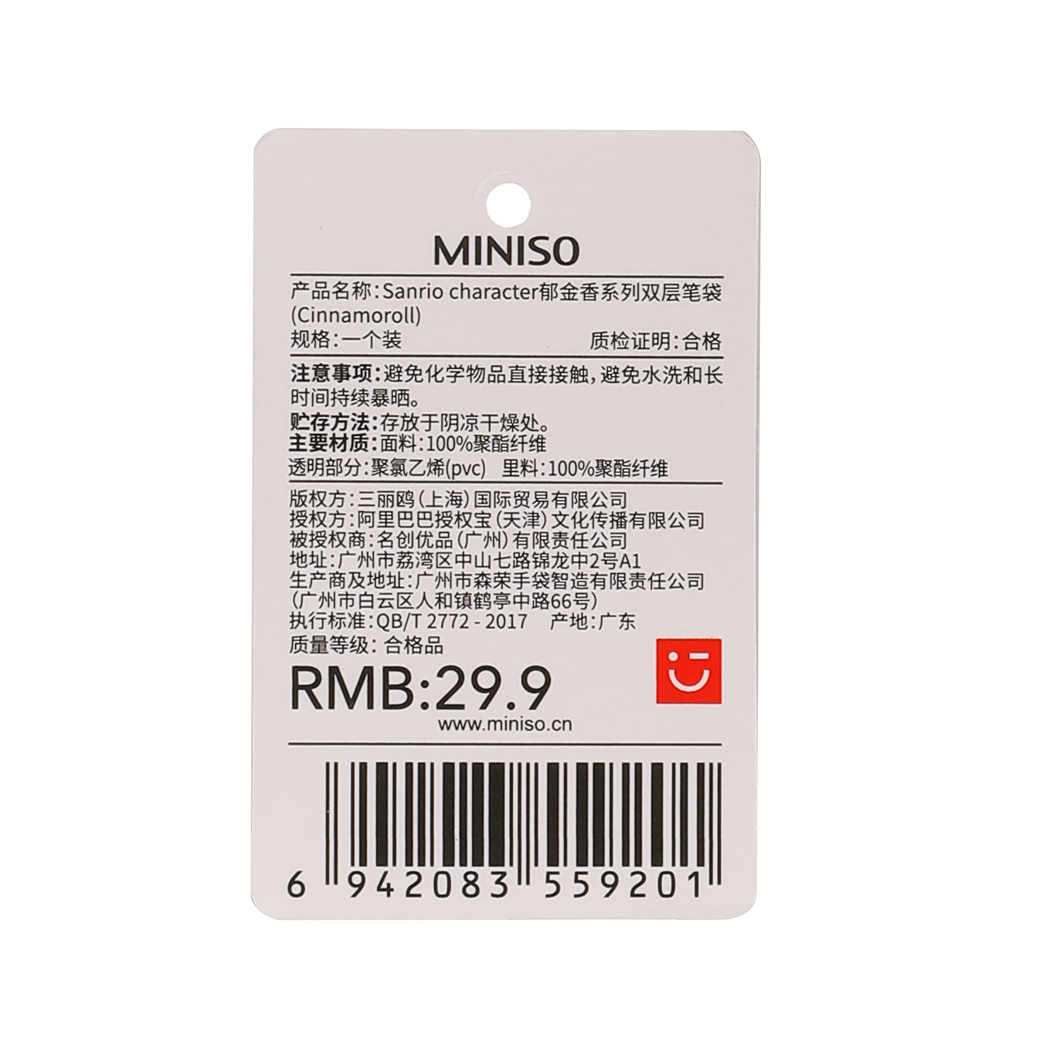 MINISO
产品名称:Sanrio character郁金香系列双层笔袋
(Cinnamoroll)
规格:一个装 质检证明:合格
注意事项:避免化学物品直接接触,避免水洗和长
时间持续暴晒。
贮存方法:存放于阴凉干燥处。
主要材质:面料:100%聚酯纤维
透明部分:聚氯乙烯(pvc) 里料:100%聚酯纤维
版权方:三丽鸥(上海)国际贸易有限公司
授权方:阿里巴巴授权宝(天津)文化传播有限公司
被授权商:名创优品(广州)有限责任公司
地址:广州市荔湾区中山七路锦龙中2号A1
生产商及地址:广州市森荣手袋智造有限责任公司
(广州市白云区人和镇鹤亭中路66号)
执行标准:QB/T 2772 - 2017 产地:广东
质量等级: 合格品
RMB:29.9
www.miniso.cn
6 942083 559201